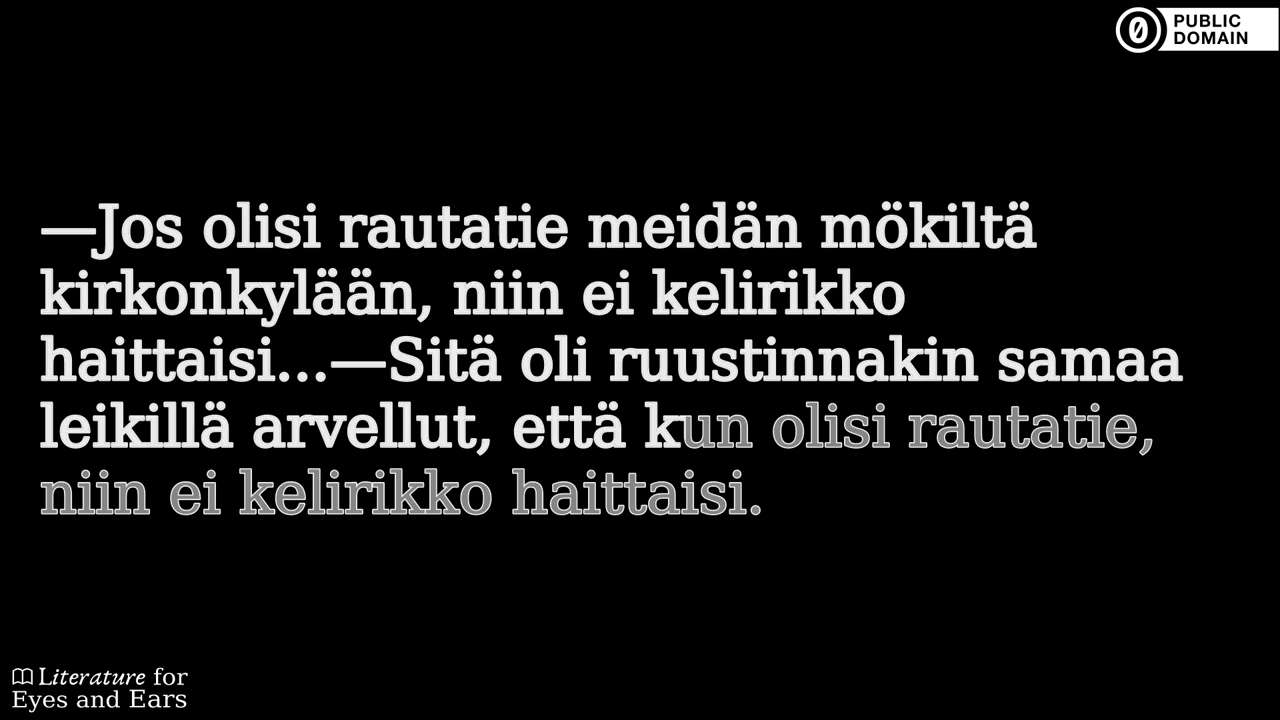 PUBLIC
DOMAIN
—Jos olisi rautatie meidän mökiltä
kirkonkylään, niin ei kelirikko
haittaisi...—Sitä oli ruustinnakin samaa
leikillä arvellut, että kun olisi rautatie,
niin ei kelirikko haittaisi.
Literature for
Eyes and Ears